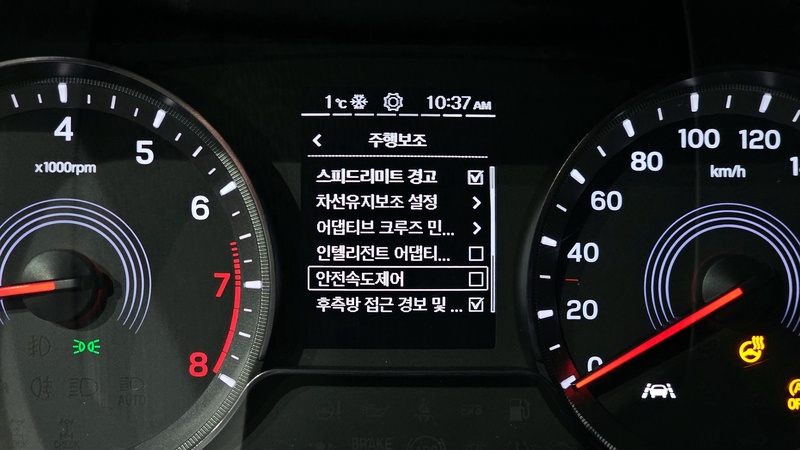 1°C 10:37 AM
주행보조
스피드리미트 경고
차선유지보조 설정
어댑티브 크루즈 민...
인텔리전트 어댑티...
안전속도제어
후측방 접근 경보 및 ...
4
5
6
7
8
x1000rpm
0
20
40
60
80
100
120
km/h
AUTO
BRAKE